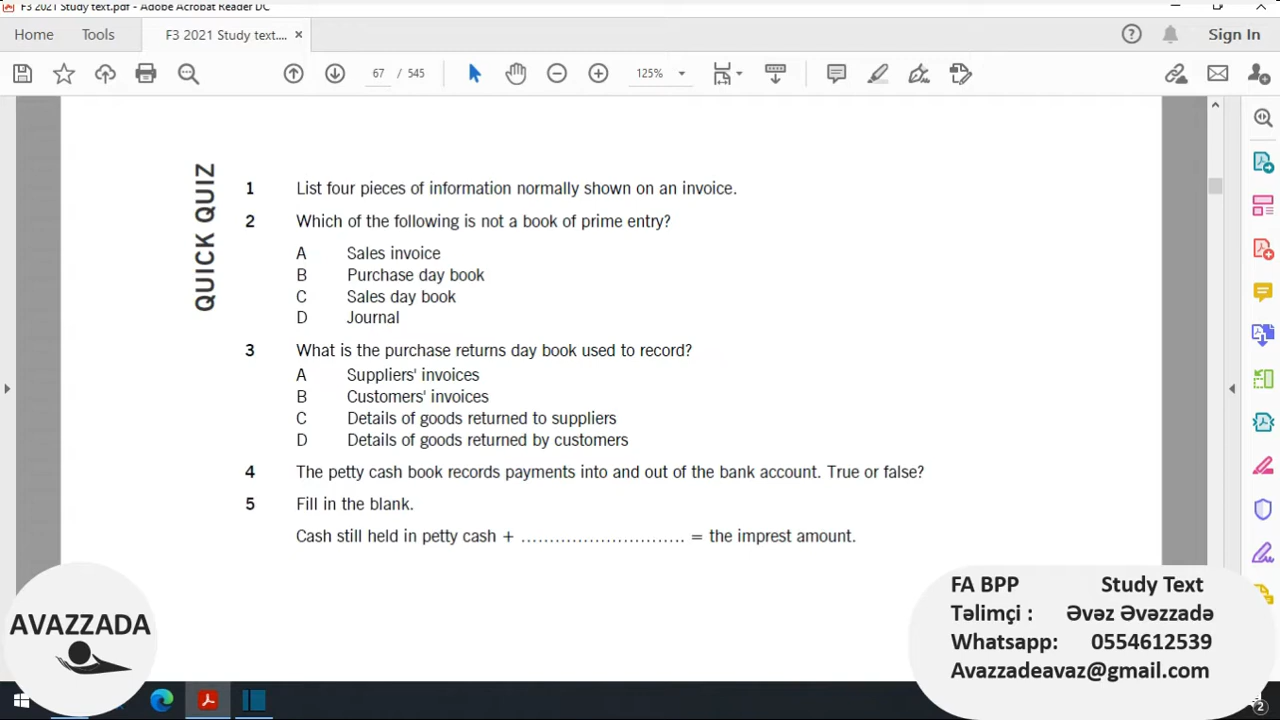 F3 2021 Study text.pdf - Adobe Acrobat Reader DC
Home Tools F3 2021 Study text.... × Sign In
67 / 545 125%
QUICK QUIZ
1 List four pieces of information normally shown on an invoice.
2 Which of the following is not a book of prime entry?
A Sales invoice
B Purchase day book
C Sales day book
D Journal
3 What is the purchase returns day book used to record?
A Suppliers' invoices
B Customers' invoices
C Details of goods returned to suppliers
D Details of goods returned by customers
4 The petty cash book records payments into and out of the bank account. True or false?
5 Fill in the blank.
Cash still held in petty cash + ............................ = the imprest amount.
AVAZZADA
FA BPP Study Text
Təlimçi : Əvəz Əvəzzadə
Whatsapp: 0554612539
Avazzadeavaz@gmail.com
2